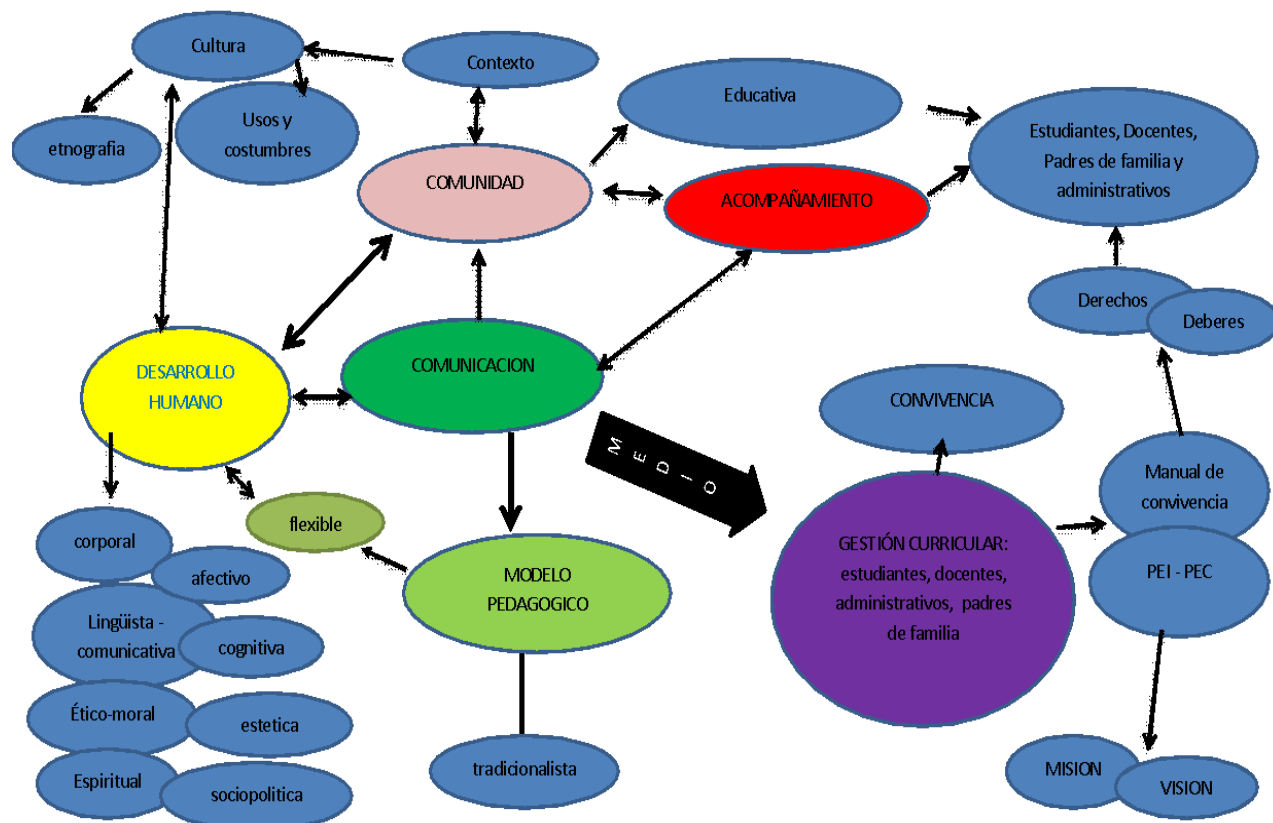 Cultura
Contexto
Educativa
etnografia
Usos y
costumbres
Estudiantes, Docentes,
Padres de familia y
administrativos
COMUNIDAD
ACOMPAÑAMIENTO
Derechos
Deberes
DESARROLLO
HUMANO
COMUNICACION
CONVIVENCIA
MEDIO
Manual de
convivencia
flexible
corporal
afectivo
MODELO
PEDAGOGICO
GESTIÓN CURRICULAR:
estudiantes, docentes,
administrativos, padres
de familia
PEI - PEC
Lingüista -
comunicativa
cognitiva
Ético-moral
estetica
Espiritual
sociopolitica
tradicionalista
MISION
VISION